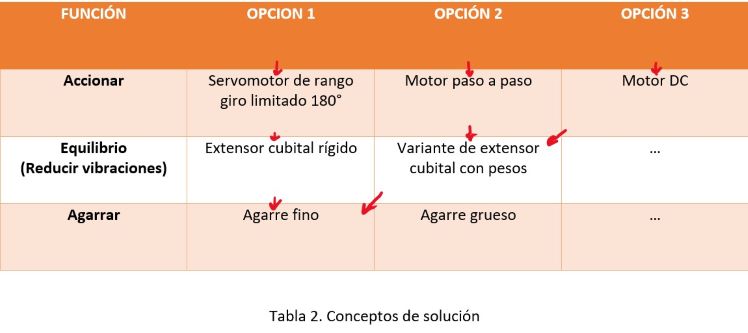 FUNCIÓN OPCION 1 OPCIÓN 2 OPCIÓN 3
Accionar Servomotor de rango Motor paso a paso Motor DC
giro limitado 180°
Equilibrio Extensor cubital rígido Variante de extensor ...
(Reducir vibraciones) cubital con pesos
Agarrar Agarre fino Agarre grueso ...
Tabla 2. Conceptos de solución